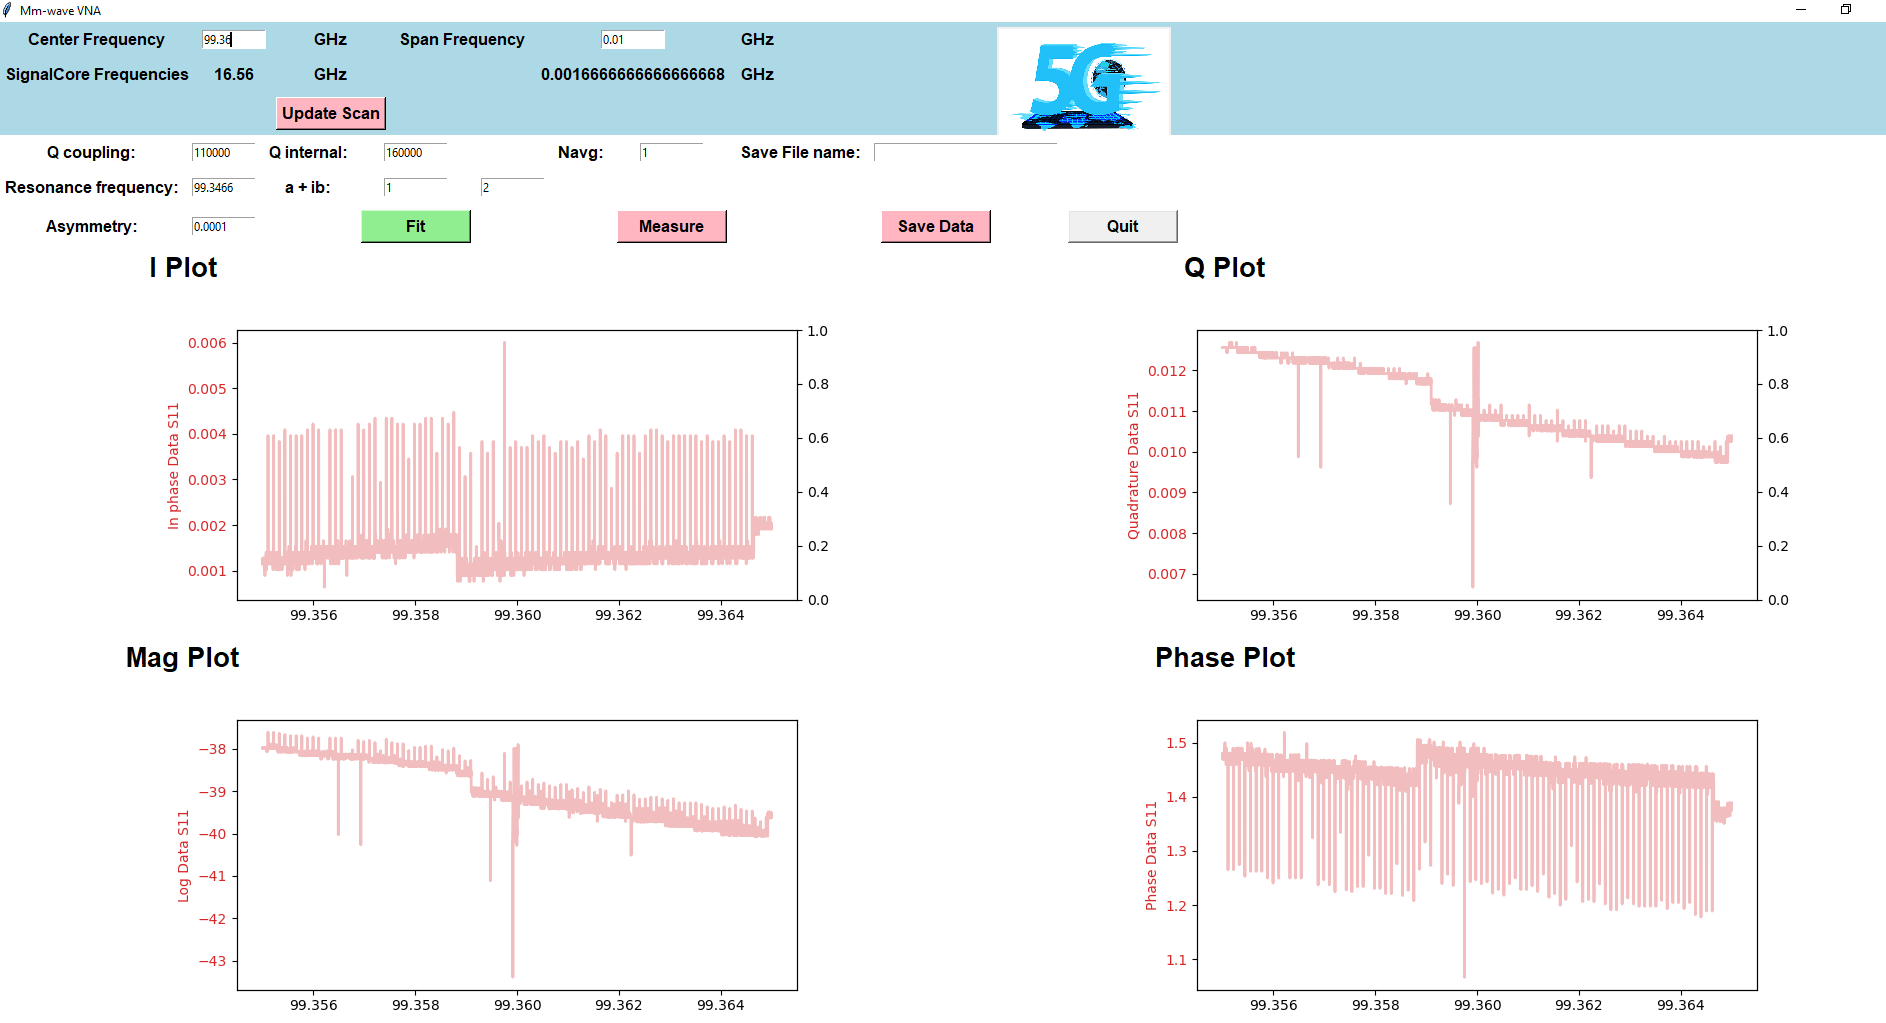 Mm-wave VNA
Center Frequency 99.36 GHz Span Frequency 0.01 GHz
SignalCore Frequencies 16.56 GHz 0.0016666666666666668 GHz
5G
Update Scan
Q coupling: 110000 Q internal: 160000 Navg: 1 Save File name:
Resonance frequency: 99.3466 a + ib: 1 2
Asymmetry: 0.0001 Fit Measure Save Data Quit
I Plot
0.006
0.005
0.004
0.003
0.002
0.001
In phase Data S11
1.0
0.8
0.6
0.4
0.2
0.0
99.356 99.358 99.360 99.362 99.364
Q Plot
0.012
0.011
0.010
0.009
0.008
0.007
Quadrature Data S11
1.0
0.8
0.6
0.4
0.2
0.0
99.356 99.358 99.360 99.362 99.364
Mag Plot
−38
−39
−40
−41
−42
−43
Log Data S11
99.356 99.358 99.360 99.362 99.364
Phase Plot
1.5
1.4
1.3
1.2
1.1
Phase Data S11
99.356 99.358 99.360 99.362 99.364